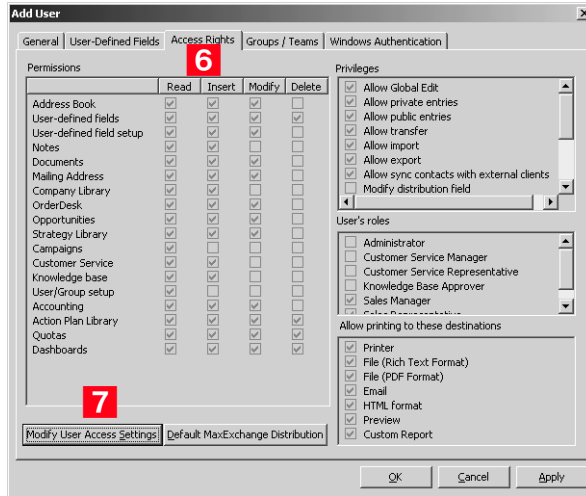 Add User
General User-Defined Fields Access Rights Groups / Teams Windows Authentication
6
Permissions
Read Insert Modify Delete
Address Book
User-defined fields
User-defined field setup
Notes
Documents
Mailing Address
Company Library
OrderDesk
Opportunities
Strategy Library
Campaigns
Customer Service
Knowledge base
User/Group setup
Accounting
Action Plan Library
Quotas
Dashboards
7
Modify User Access Settings Default MaxExchange Distribution
Privileges
Allow Global Edit
Allow private entries
Allow public entries
Allow transfer
Allow import
Allow export
Allow sync contacts with external clients
Modify distribution field
User's roles
Administrator
Customer Service Manager
Customer Service Representative
Knowledge Base Approver
Sales Manager
Sales Representative
Allow printing to these destinations
Printer
File (Rich Text Format)
File (PDF Format)
Email
HTML format
Preview
Custom Report
OK Cancel Apply